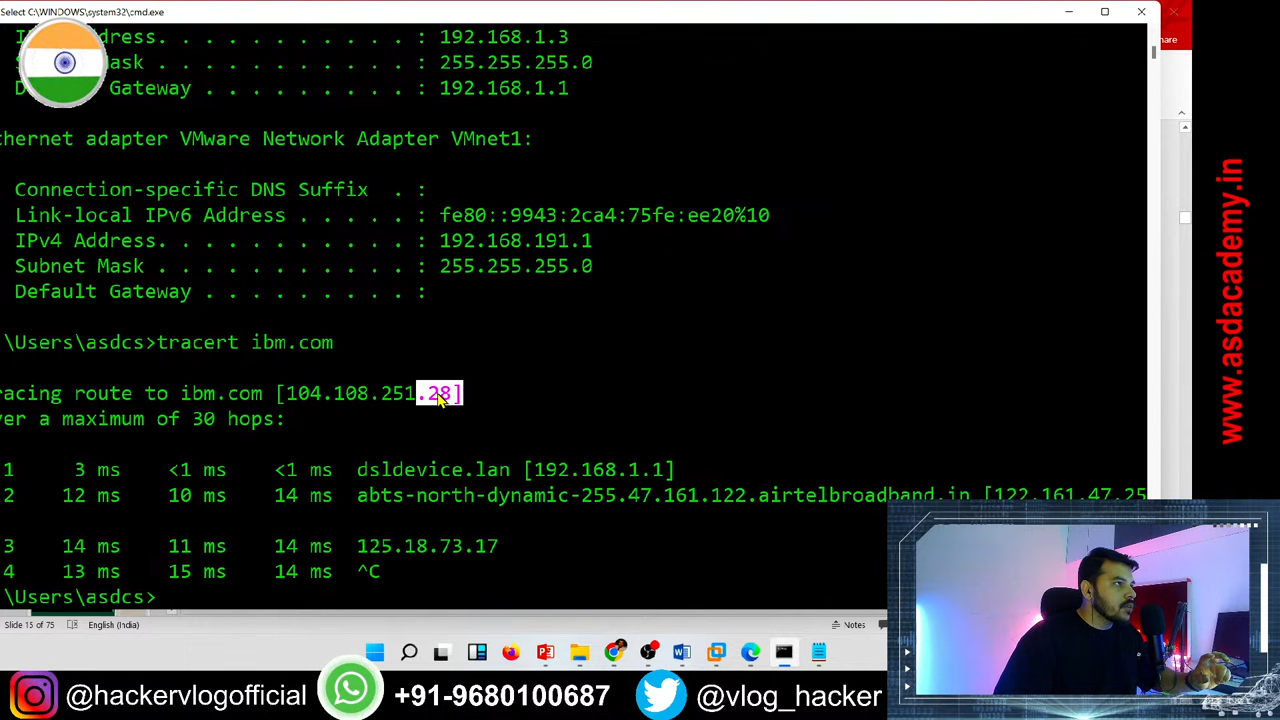 Select C:\WINDOWS\system32\cmd.exe
dress. . . . . . . . . . . : 192.168.1.3
ask . . . . . . . . . . . : 255.255.255.0
Gateway . . . . . . . . . : 192.168.1.1
hare
thernet adapter VMware Network Adapter VMnet1:
Connection-specific DNS Suffix . :
Link-local IPv6 Address . . . . . : fe80::9943:2ca4:75fe:ee20%10
IPv4 Address. . . . . . . . . . . : 192.168.191.1
Subnet Mask . . . . . . . . . . . : 255.255.255.0
Default Gateway . . . . . . . . . :
\Users\asdcs>tracert ibm.com
racing route to ibm.com [104.108.251.28]
ver a maximum of 30 hops:
1 3 ms <1 ms <1 ms dsldevice.lan [192.168.1.1]
2 12 ms 10 ms 14 ms abts-north-dynamic-255.47.161.122.airtelbroadband.in [122.161.47.25
3 14 ms 11 ms 14 ms 125.18.73.17
4 13 ms 15 ms 14 ms ^C
\Users\asdcs>
Slide 15 of 75 English (India) Notes
www.asdacademy.in
@hackervlogofficial +91-9680100687 @vlog_hacker